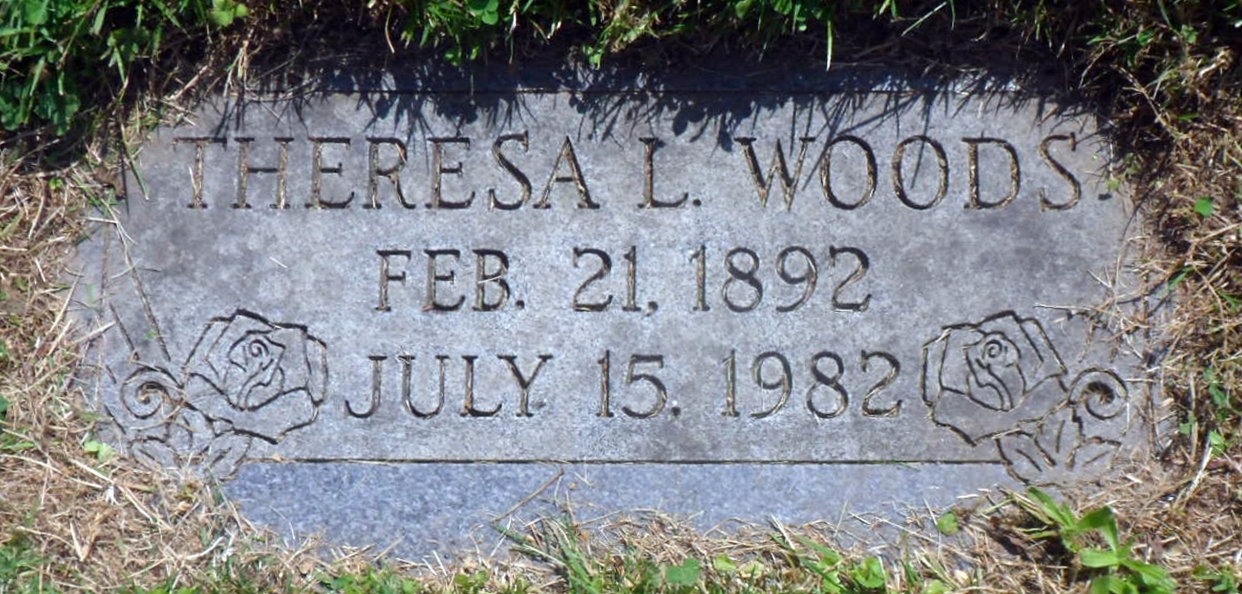 THERESA L. WOODS
FEB. 21, 1892
JULY 15. 1982